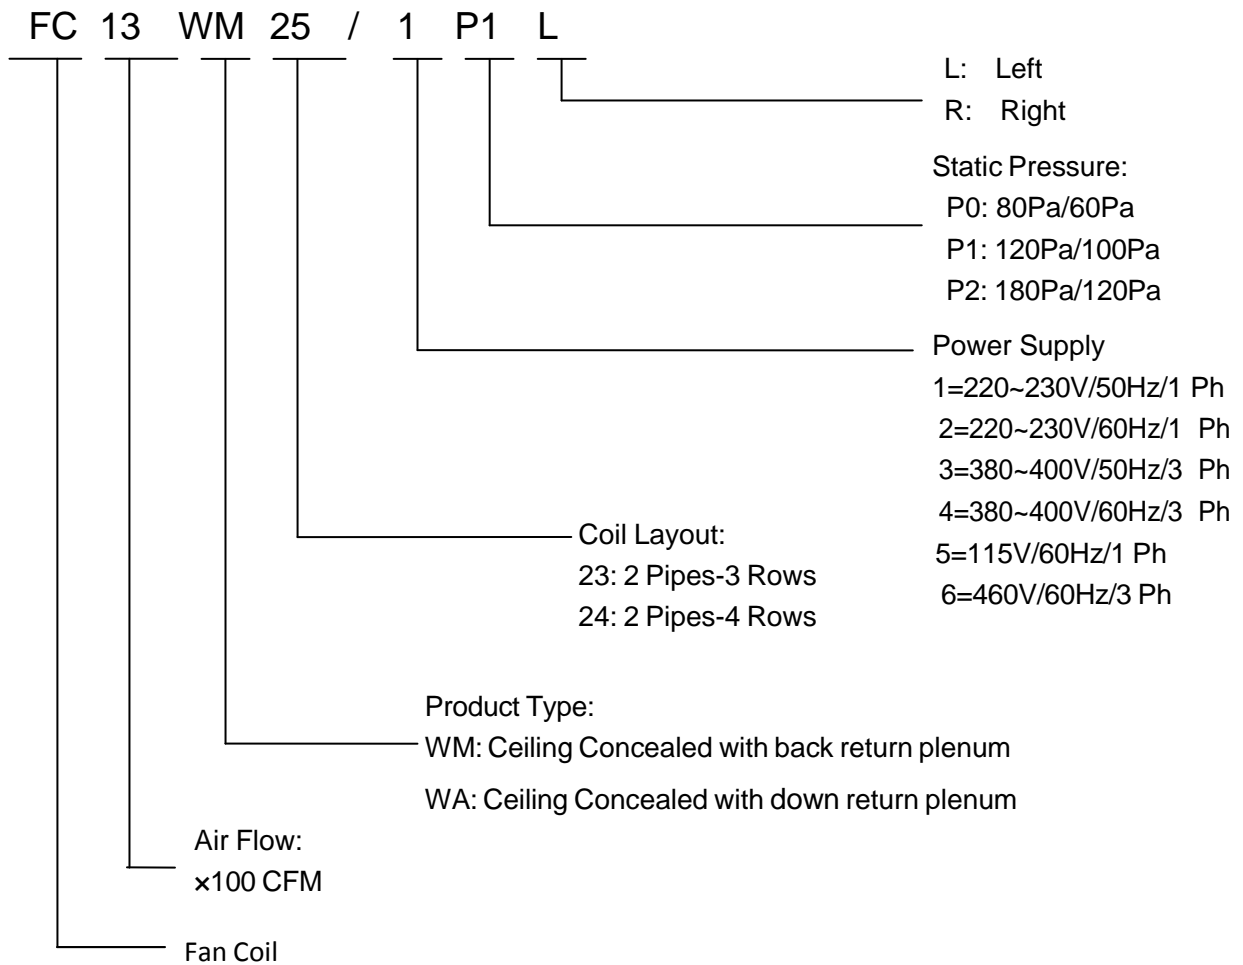 FC 13 WM 25 / 1 P1 L
L: Left
R: Right
Static Pressure:
P0: 80Pa/60Pa
P1: 120Pa/100Pa
P2: 180Pa/120Pa
Power Supply
1=220~230V/50Hz/1 Ph
2=220~230V/60Hz/1 Ph
3=380~400V/50Hz/3 Ph
4=380~400V/60Hz/3 Ph
5=115V/60Hz/1 Ph
6=460V/60Hz/3 Ph
Coil Layout:
23: 2 Pipes-3 Rows
24: 2 Pipes-4 Rows
Product Type:
WM: Ceiling Concealed with back return plenum
WA: Ceiling Concealed with down return plenum
Air Flow:
×100 CFM
Fan Coil